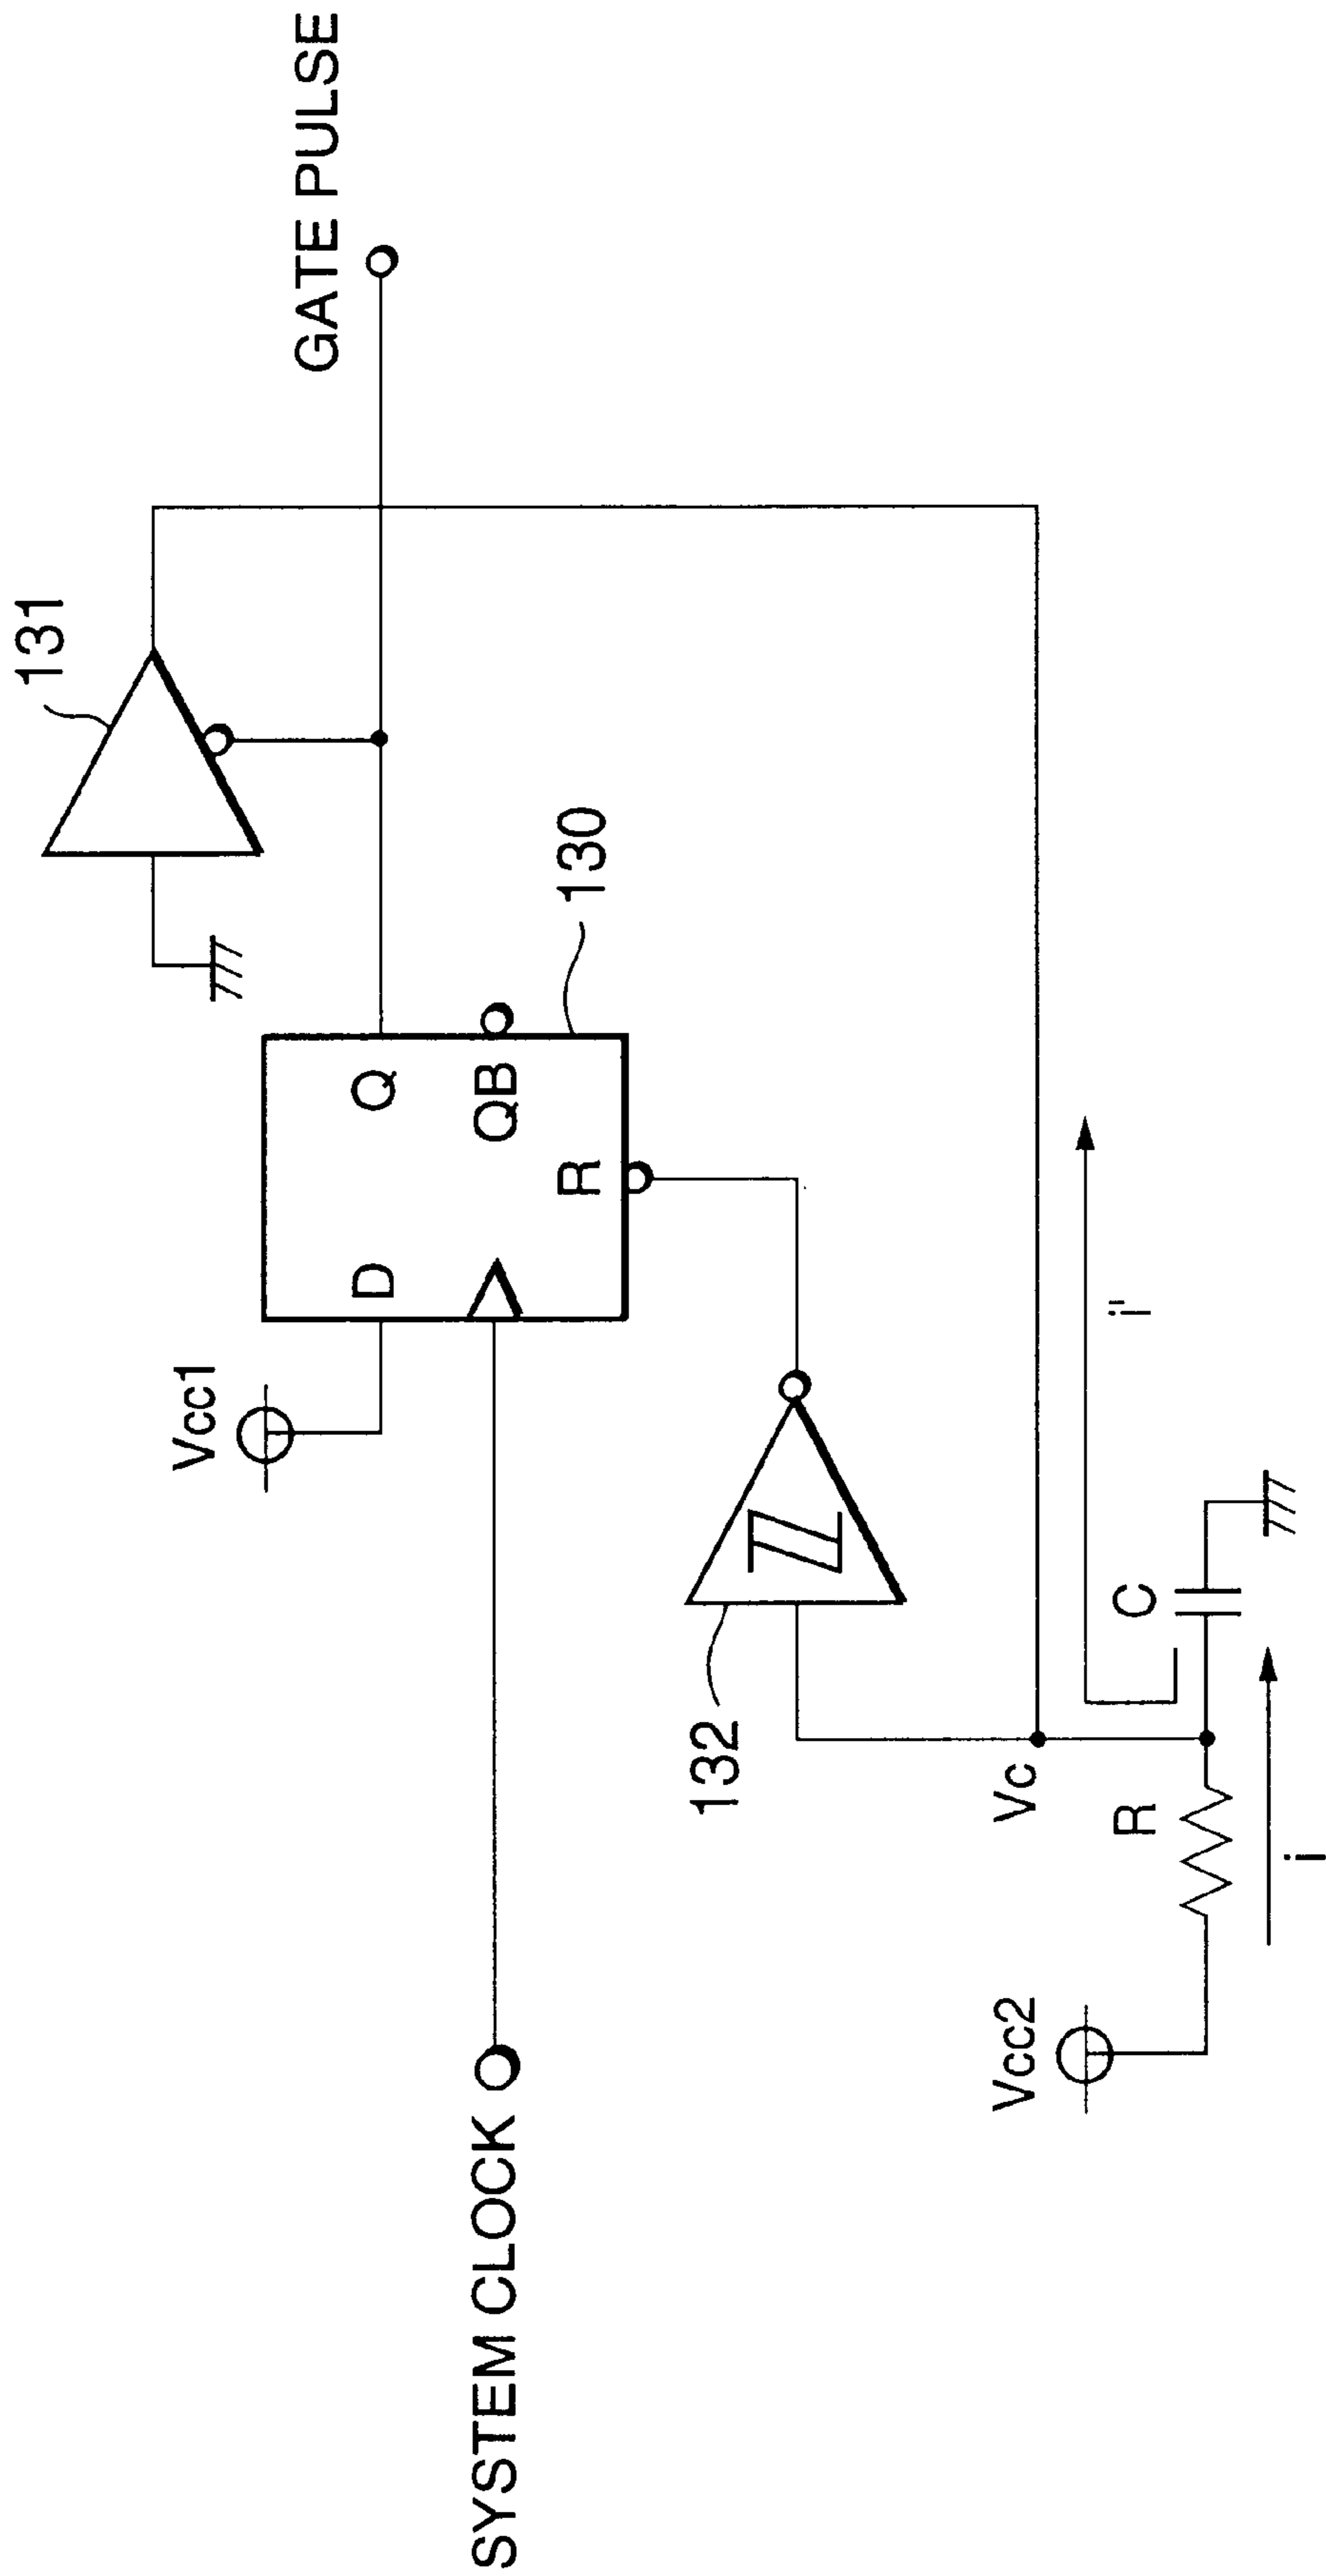 GATE PULSE
131
130
Vcc1
D
Q
QB
R
SYSTEM CLOCK
132
Vc
Vcc2
R
C
i
i'